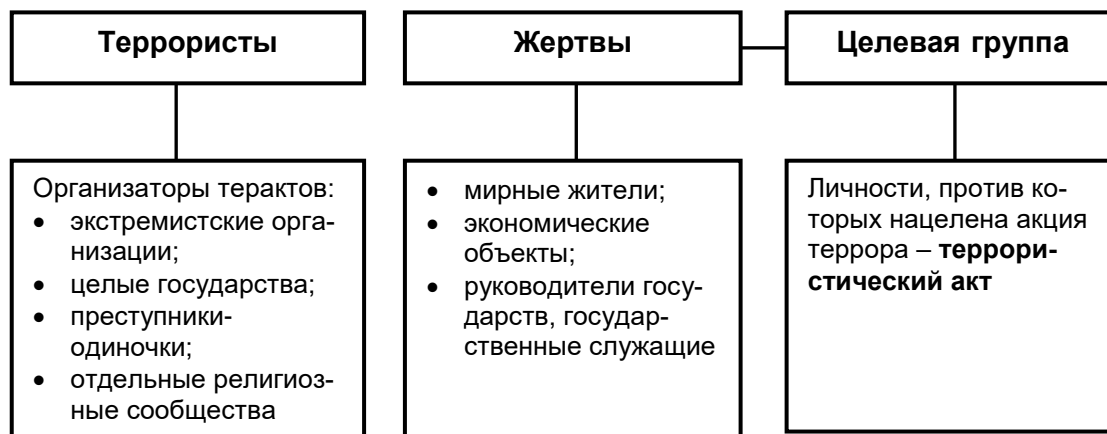 Террористы
Жертвы
Целевая группа
Организаторы терактов:
• экстремистские орга-
низации;
• целые государства;
• преступники-
одиночки;
• отдельные религиоз-
ные сообщества
• мирные жители;
• экономические
объекты;
• руководители госу-
дарств, государ-
ственные служащие
Личности, против ко-
торых нацелена акция
террора – террори-
стический акт